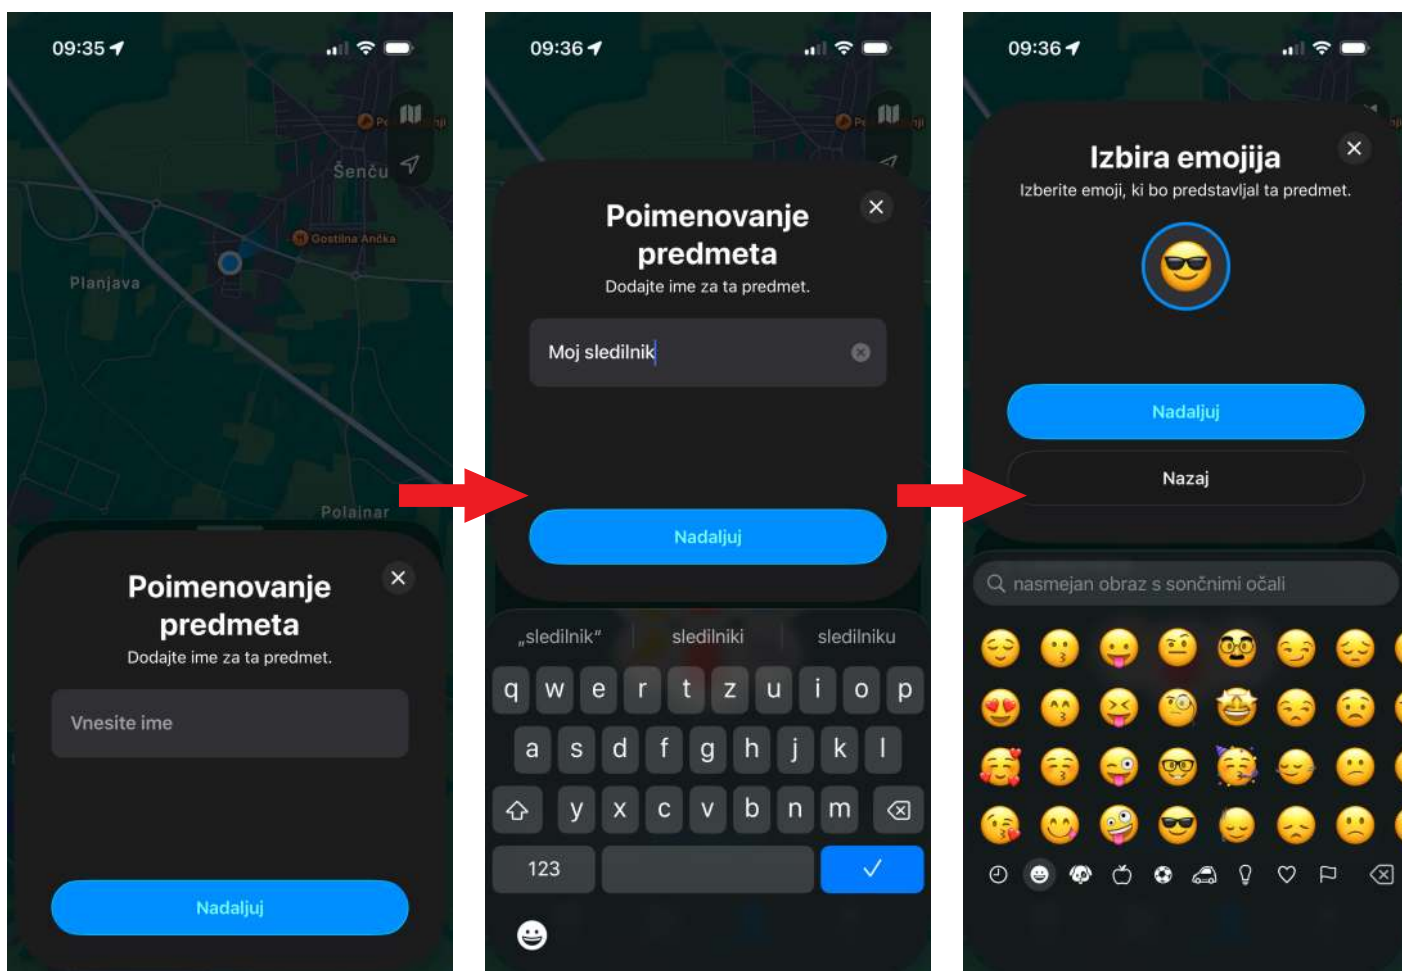 09:35
Šenču
Gostilna Ančka
Planjava
Polainar
Poimenovanje
predmeta
Dodajte ime za ta predmet.
Vnesite ime
Nadaljuj
09:36
Poimenovanje
predmeta
Dodajte ime za ta predmet.
Moj sledilnik
Nadaljuj
„sledilnik“ sledilniki sledilniku
q w e r t z u i o p
a s d f g h j k l
y x c v b n m
123
09:36
Izbira emojija
Izberite emoji, ki bo predstavljal ta predmet.
Nadaljuj
Nazaj
nasmejan obraz s sončnimi očali